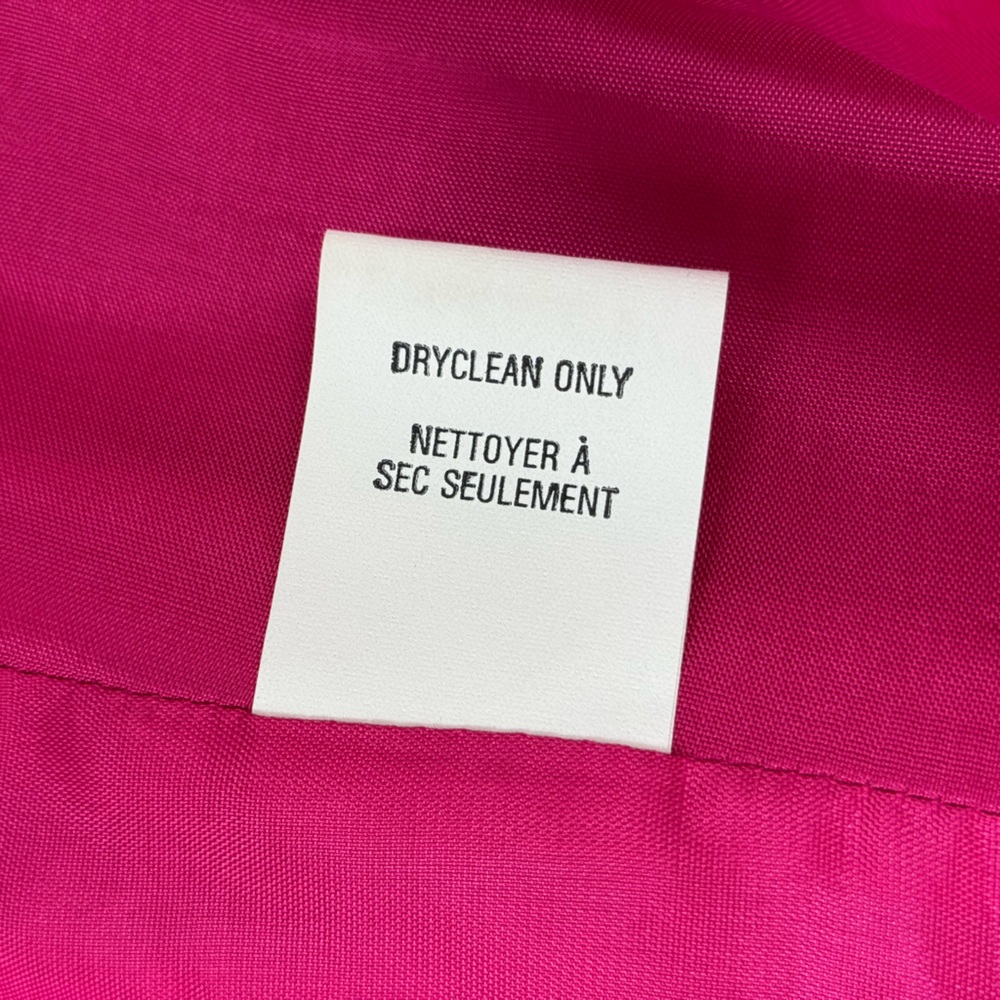 DRYCLEAN ONLY
NETTOYER À
SEC SEULEMENT